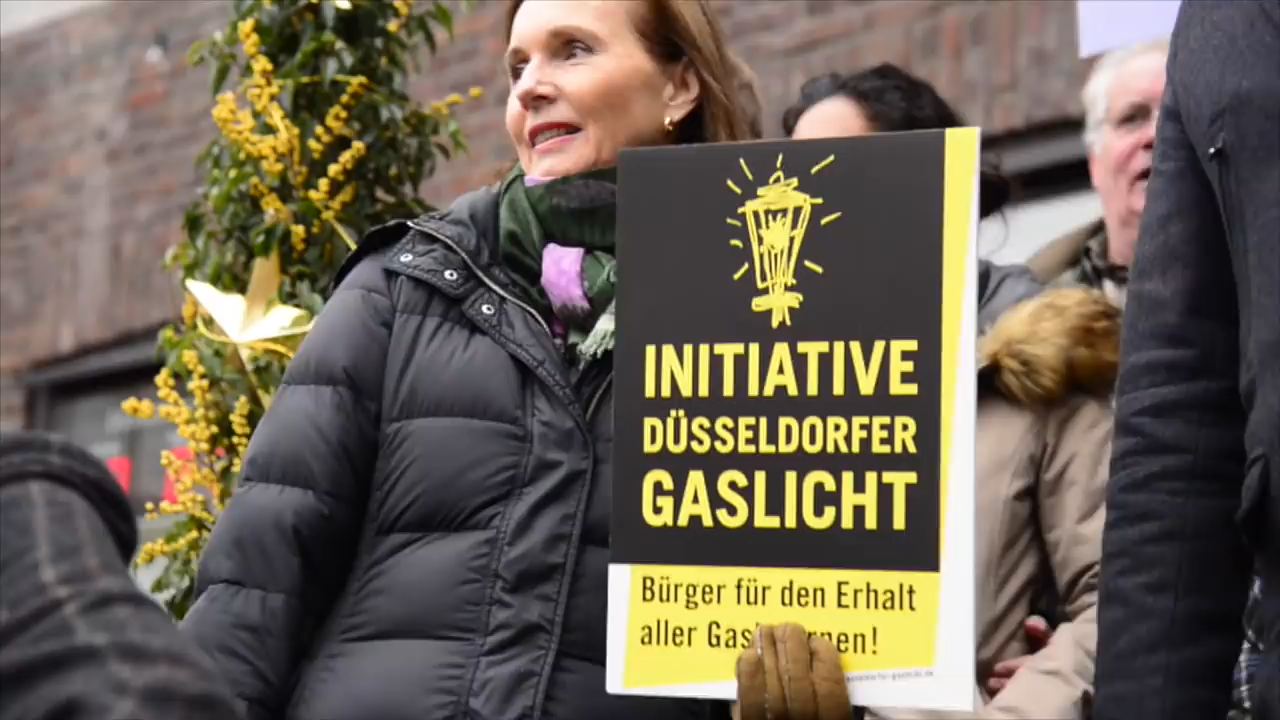 INITIATIVE
DÜSSELDORFER
GASLICHT
Bürger für den Erhalt
aller